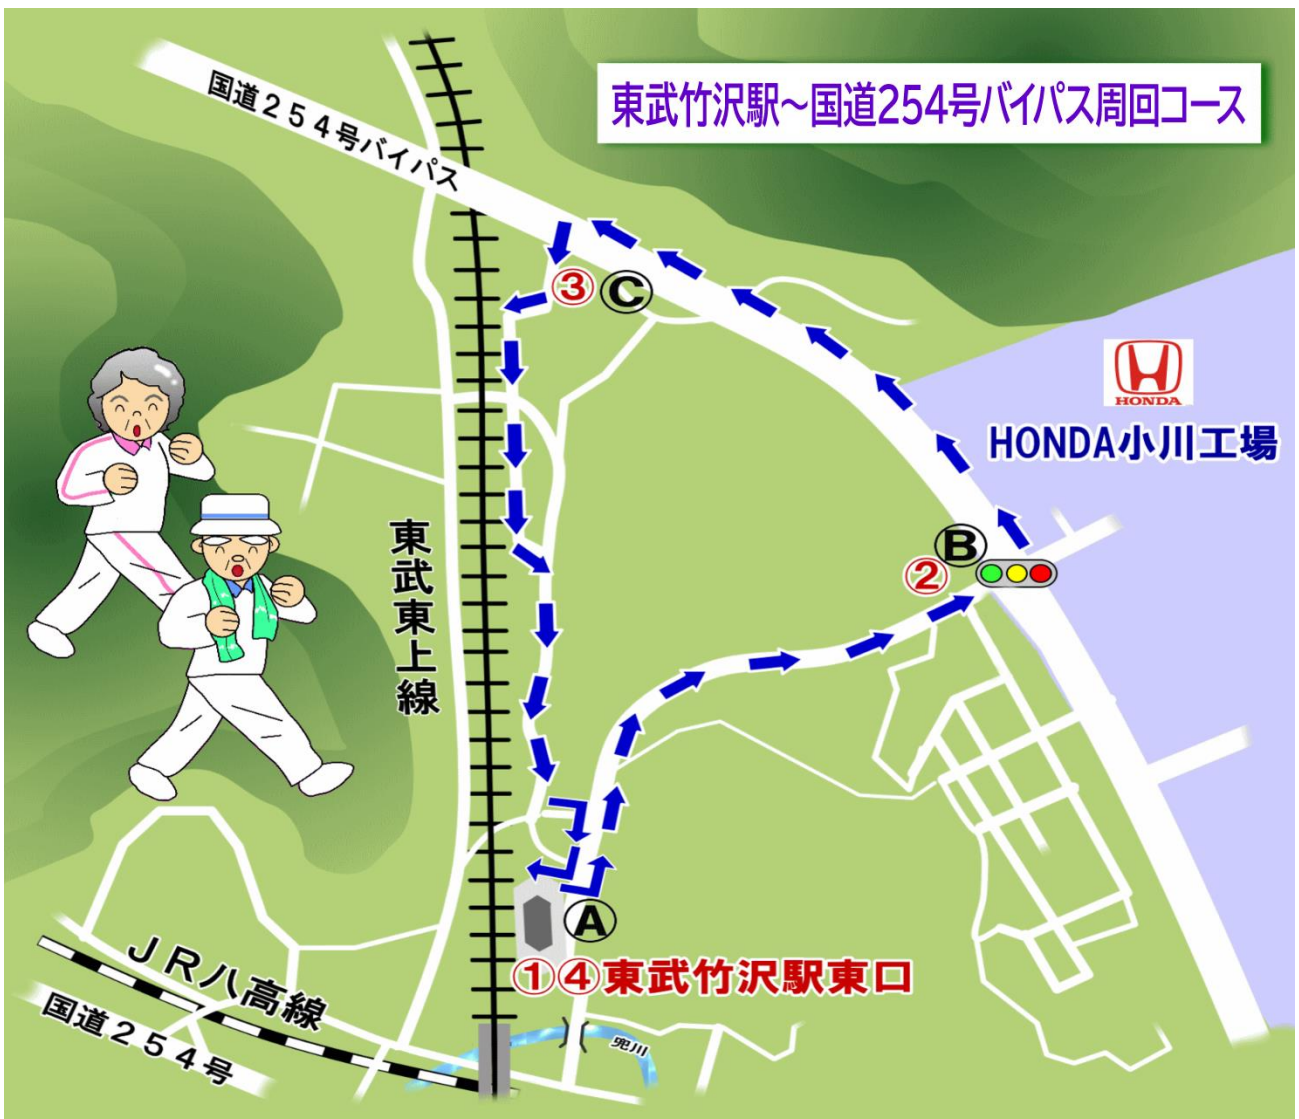 東武竹沢駅～国道254号バイパス周回コース
国道２５４号バイパス
③ Ⓒ
HONDA
HONDA小川工場
Ⓑ
②
東武東上線
Ⓐ
①④東武竹沢駅東口
ＪＲ八高線
国道２５４号
兜川